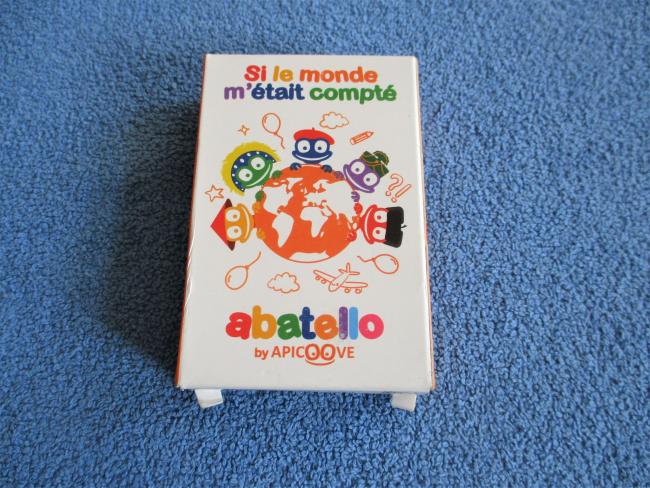 Si le monde
m'était compté
?!
abatello
by APICOOVE